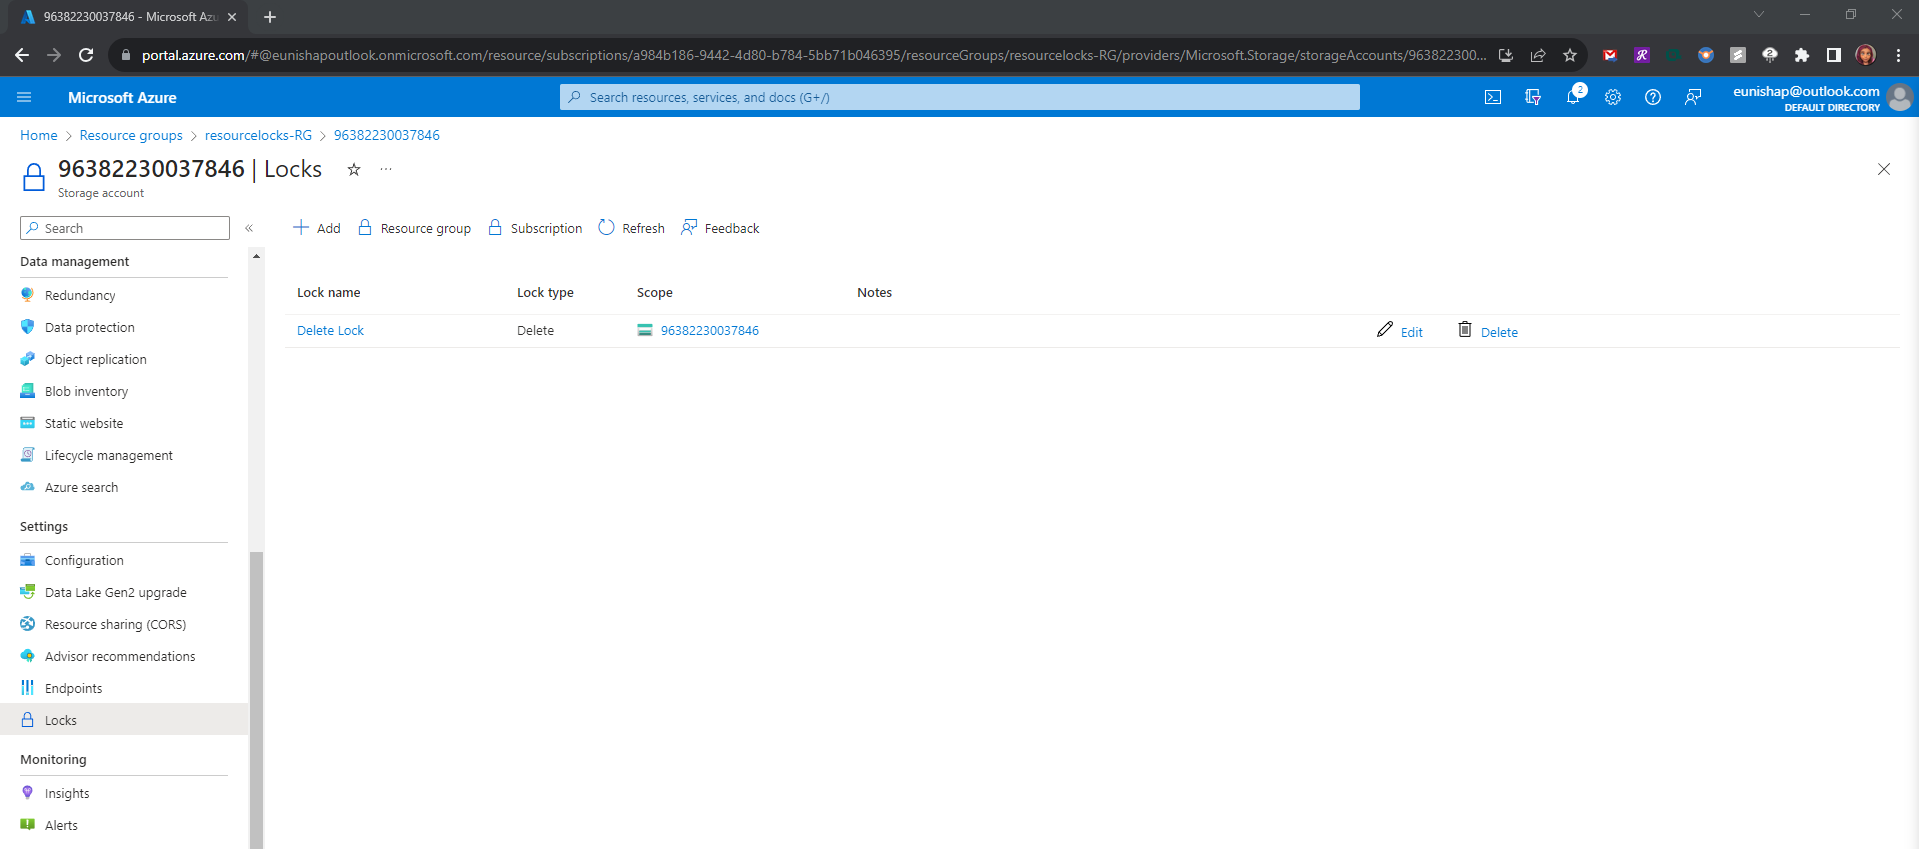 96382230037846 - Microsoft Azu
portal.azure.com/#@eunishapoutlook.onmicrosoft.com/resource/subscriptions/a984b186-9442-4d80-b784-5bb71b046395/resourceGroups/resourcelocks-RG/providers/Microsoft.Storage/storageAccounts/963822300...
Microsoft Azure
Search resources, services, and docs (G+/)
2
eunishap@outlook.com
DEFAULT DIRECTORY
Home > Resource groups > resourcelocks-RG > 96382230037846
96382230037846 | Locks
Storage account
Search
Add
Resource group
Subscription
Refresh
Feedback
Data management
Redundancy
Data protection
Object replication
Blob inventory
Static website
Lifecycle management
Azure search
Settings
Configuration
Data Lake Gen2 upgrade
Resource sharing (CORS)
Advisor recommendations
Endpoints
Locks
Monitoring
Insights
Alerts
Lock name Lock type Scope Notes
Delete Lock Delete 96382230037846 Edit Delete